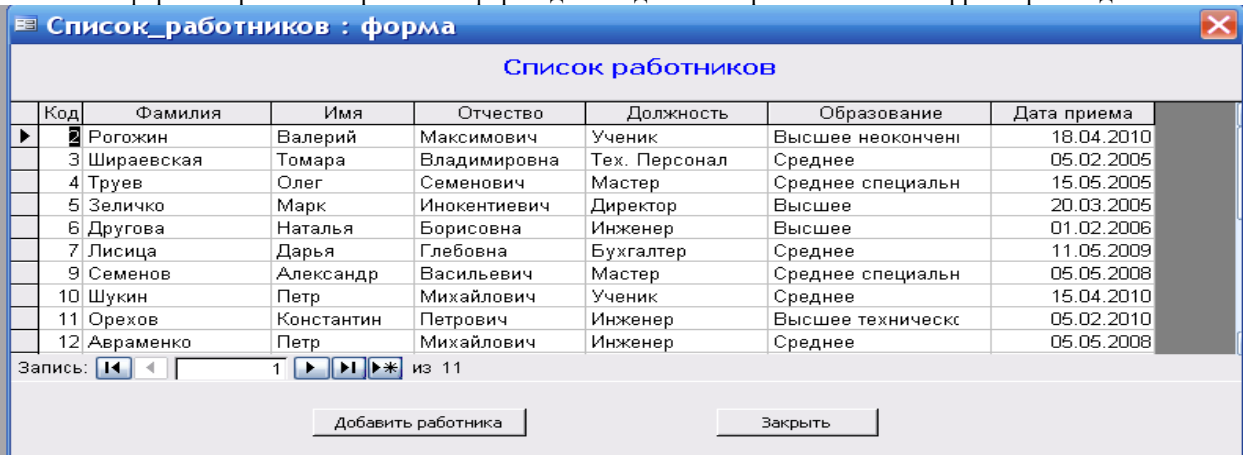 Список_работников : форма
Список работников
Код Фамилия Имя Отчество Должность Образование Дата приема
2 Рогожин Валерий Максимович Ученик Высшее неоконченн 18.04.2010
3 Шираевская Томара Владимировна Тех. Персонал Среднее 05.02.2005
4 Труев Олег Семенович Мастер Среднее специальн 15.05.2005
5 Зеличко Марк Инокентиевич Директор Высшее 20.03.2005
6 Другова Наталья Борисовна Инженер Высшее 01.02.2006
7 Лисица Дарья Глебовна Бухгалтер Среднее 11.05.2009
9 Семенов Александр Васильевич Мастер Среднее специальн 05.05.2008
10 Шукин Петр Михайлович Ученик Среднее 15.04.2010
11 Орехов Константин Петрович Инженер Высшее техническо 05.02.2010
12 Авраменко Петр Михайлович Инженер Среднее 05.05.2008
Запись: 1 из 11
Добавить работника Закрыть